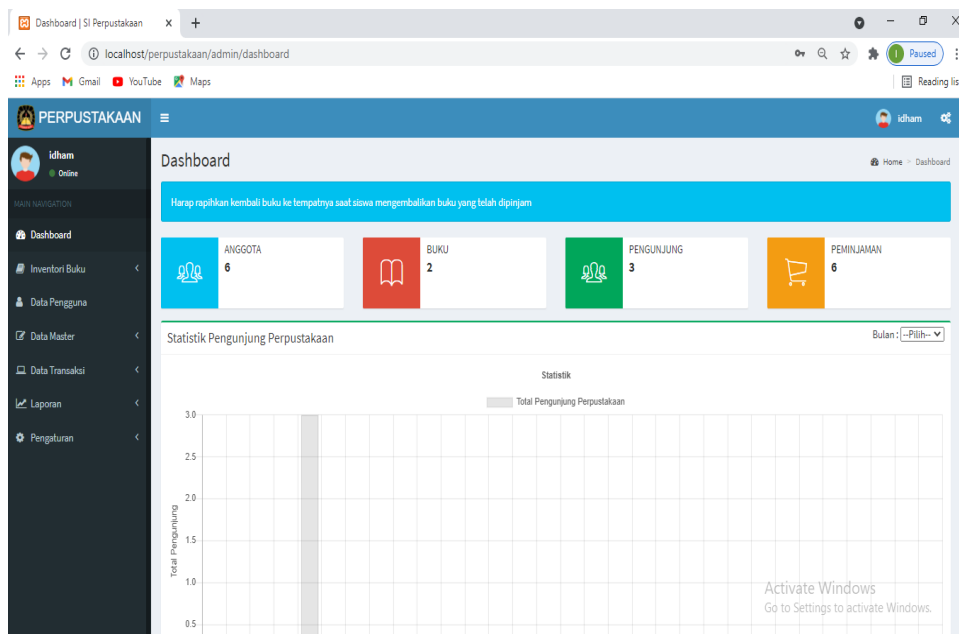 Dashboard | SI Perpustakaan
localhost/perpustakaan/admin/dashboard
Paused
Apps Gmail YouTube Maps
Reading lis
PERPUSTAKAAN
idham
idham
Online
Dashboard
Home > Dashboard
MAIN NAVIGATION
Harap rapihkan kembali buku ke tempatnya saat siswa mengembalikan buku yang telah dipinjam
Dashboard
Inventori Buku
Data Pengguna
Data Master
Data Transaksi
Laporan
Pengaturan
ANGGOTA
6
BUKU
2
PENGUNJUNG
3
PEMINJAMAN
6
Statistik Pengunjung Perpustakaan
Bulan : --Pilih--
Statistik
Total Pengunjung Perpustakaan
Total Pengunjung
3.0
2.5
2.0
1.5
1.0
0.5
Activate Windows
Go to Settings to activate Windows.